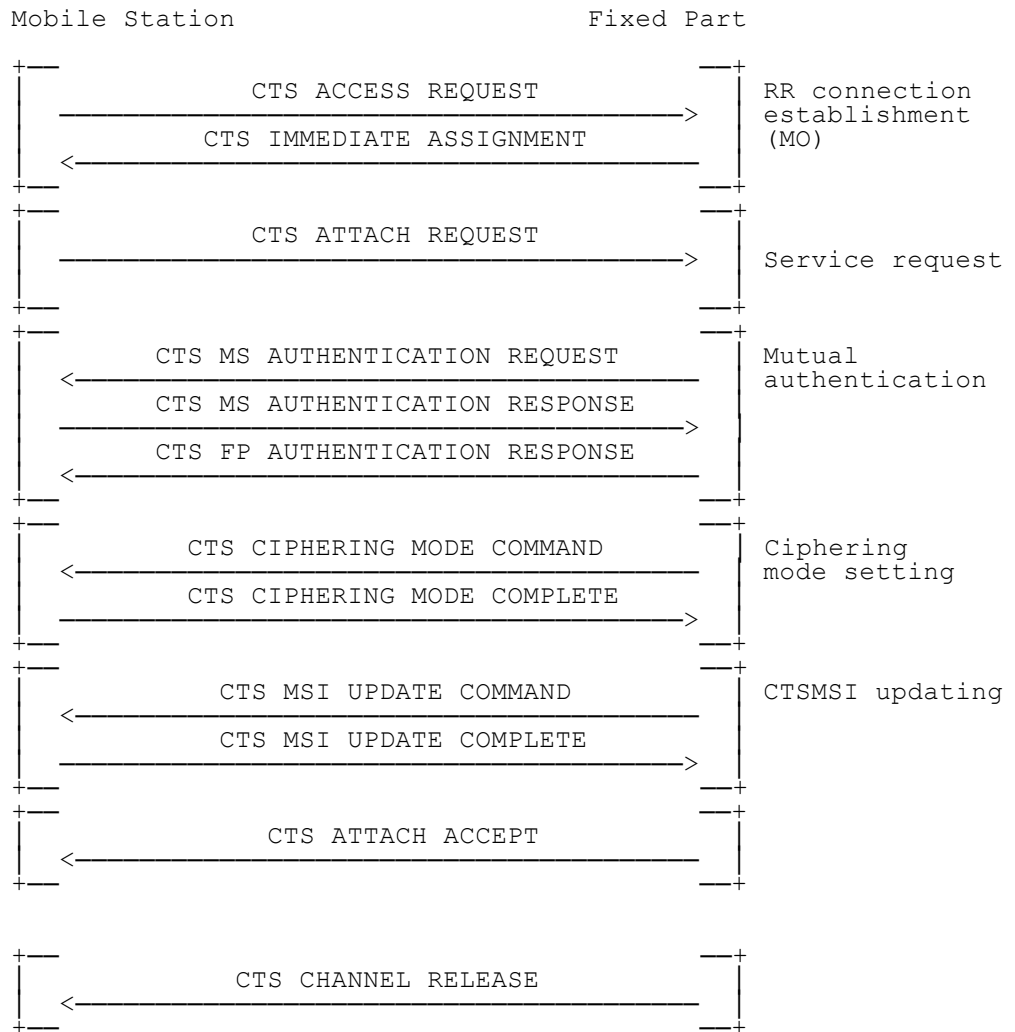 Mobile Station Fixed Part
CTS ACCESS REQUEST RR connection
establishment
CTS IMMEDIATE ASSIGNMENT (MO)
CTS ATTACH REQUEST
Service request
CTS MS AUTHENTICATION REQUEST Mutual
authentication
CTS MS AUTHENTICATION RESPONSE
CTS FP AUTHENTICATION RESPONSE
CTS CIPHERING MODE COMMAND Ciphering
mode setting
CTS CIPHERING MODE COMPLETE
CTS MSI UPDATE COMMAND CTSMSI updating
CTS MSI UPDATE COMPLETE
CTS ATTACH ACCEPT
CTS CHANNEL RELEASE